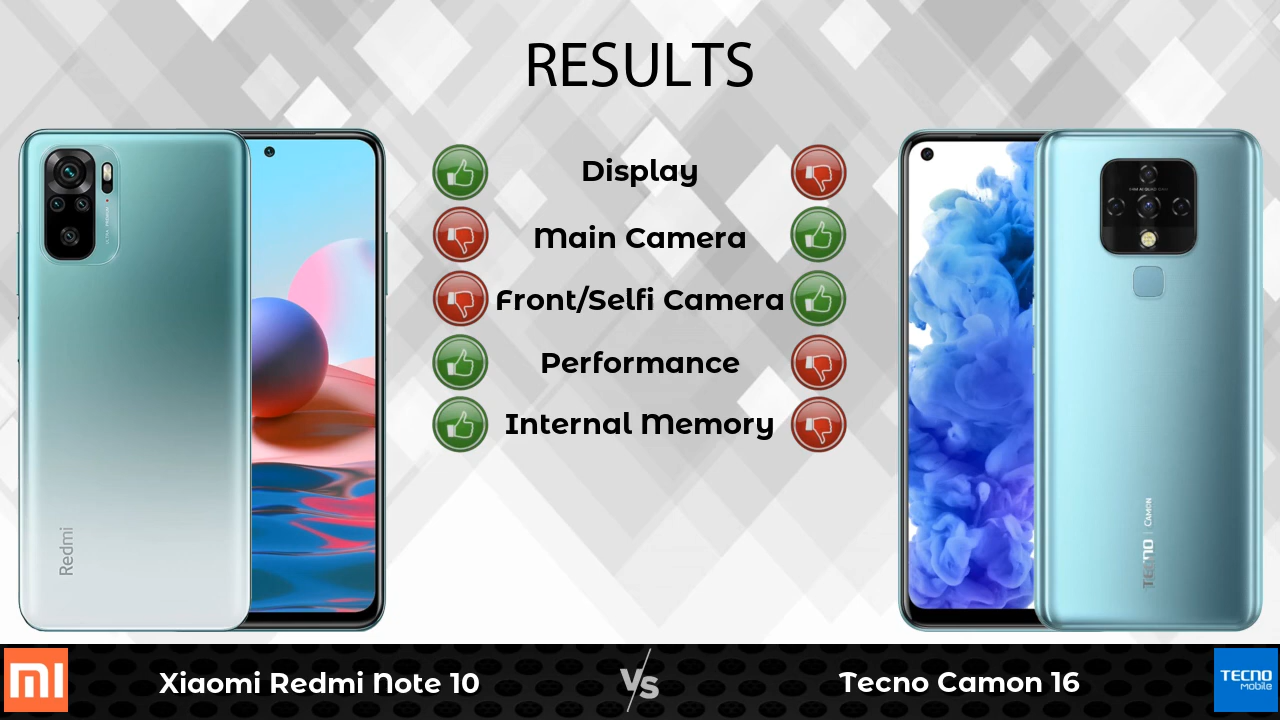 RESULTS
Display
Main Camera
Front/Selfi Camera
Performance
Internal Memory
Redmi
TECNO | CAMON
MI
Xiaomi Redmi Note 10
VS
Tecno Camon 16
TECNO
mobile